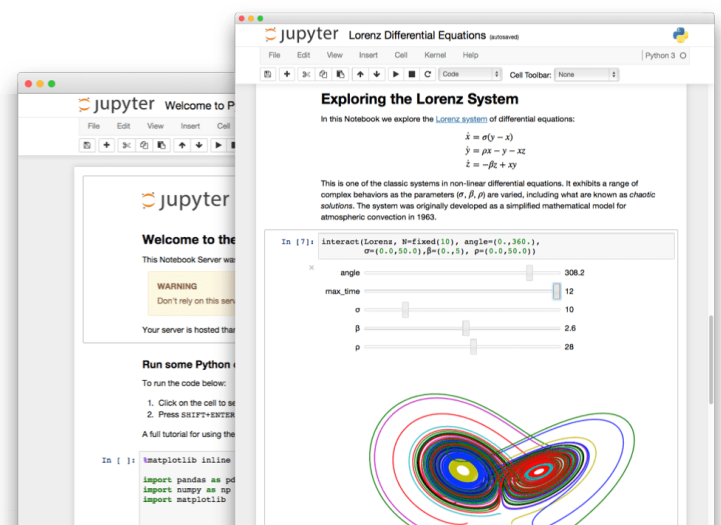 jupyter Lorenz Differential Equations (autosaved)
File Edit View Insert Cell Kernel Help Python 3
Code Cell Toolbar: None
Exploring the Lorenz System
In this Notebook we explore the Lorenz system of differential equations:
ẋ = σ(y − x)
ẏ = ρx − y − xz
ż = −βz + xy
This is one of the classic systems in non-linear differential equations. It exhibits a range of
complex behaviors as the parameters (σ, β, ρ) are varied, including what are known as chaotic
solutions. The system was originally developed as a simplified mathematical model for
atmospheric convection in 1963.
In [7]: interact(Lorenz, N=fixed(10), angle=(0.,360.),
σ=(0.0,50.0),β=(0.,5), ρ=(0.0,50.0))
angle 308.2
max_time 12
σ 10
β 2.6
ρ 28
jupyter Welcome to P
File Edit View Insert Cell
jupyter
Welcome to the
This Notebook Server was
WARNING
Don't rely on this serv
Your server is hosted than
Run some Python
To run the code below:
1. Click on the cell to se
2. Press SHIFT+ENTER
A full tutorial for using the
In [ ]: %matplotlib inline
import pandas as pd
import numpy as np
import matplotlib